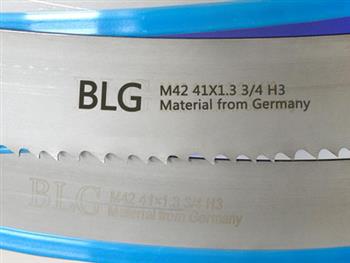 BLG
M42 41X1.3 3/4 H3
Material from Germany
BLG
M42 41x1.3 3/4 H3
Material from Germany